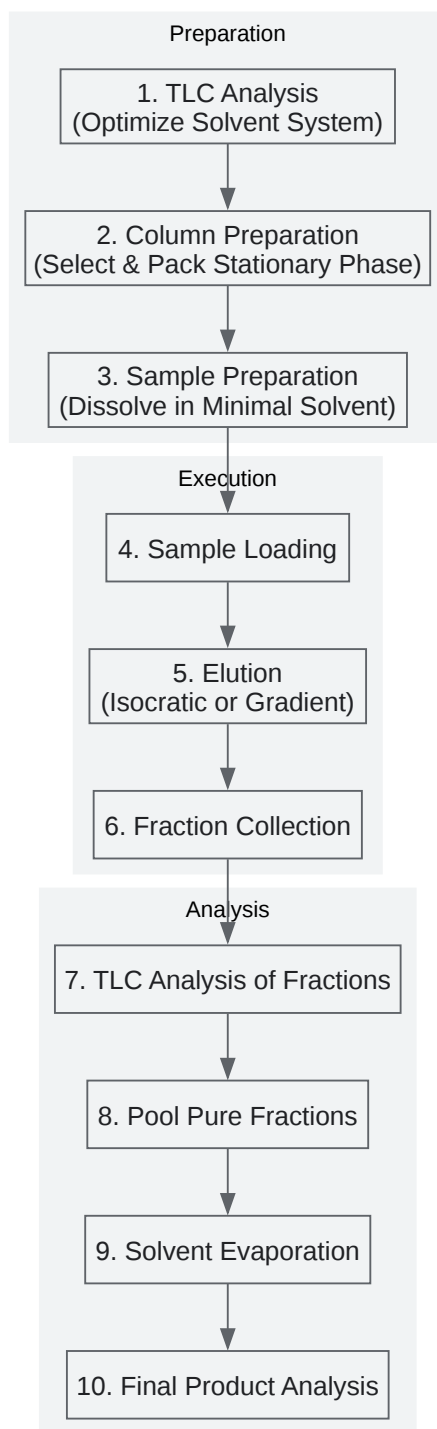 Preparation
1. TLC Analysis
(Optimize Solvent System)
2. Column Preparation
(Select & Pack Stationary Phase)
3. Sample Preparation
(Dissolve in Minimal Solvent)
Execution
4. Sample Loading
5. Elution
(Isocratic or Gradient)
6. Fraction Collection
Analysis
7. TLC Analysis of Fractions
8. Pool Pure Fractions
9. Solvent Evaporation
10. Final Product Analysis